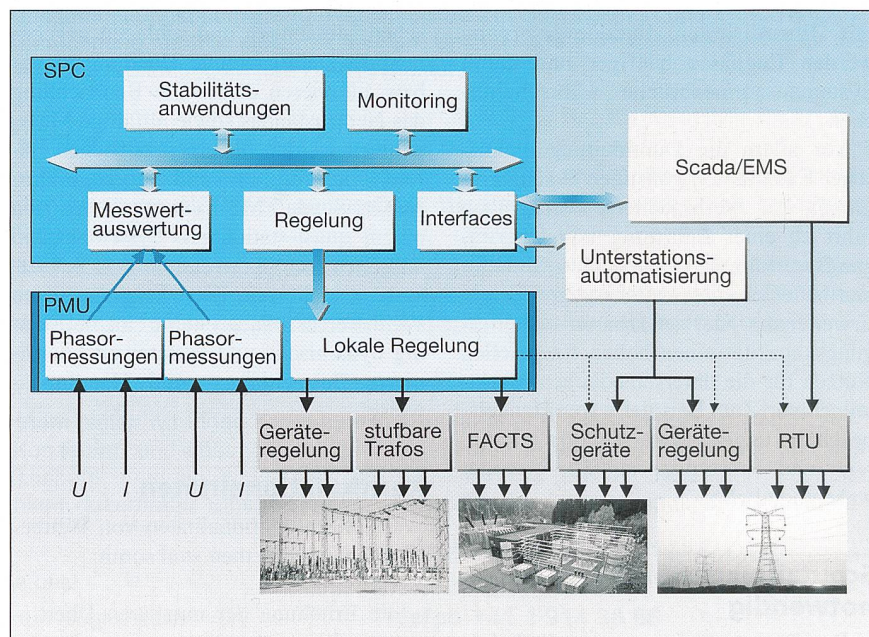 SPC
Stabilitäts-
anwendungen
Monitoring
Scada/EMS
Messwert-
auswertung
Regelung
Interfaces
Unterstations-
automatisierung
PMU
Phasor-
messungen
Phasor-
messungen
Lokale Regelung
Geräte-
regelung
stufbare
Trafos
FACTS
Schutz-
geräte
Geräte-
regelung
RTU
U I U I